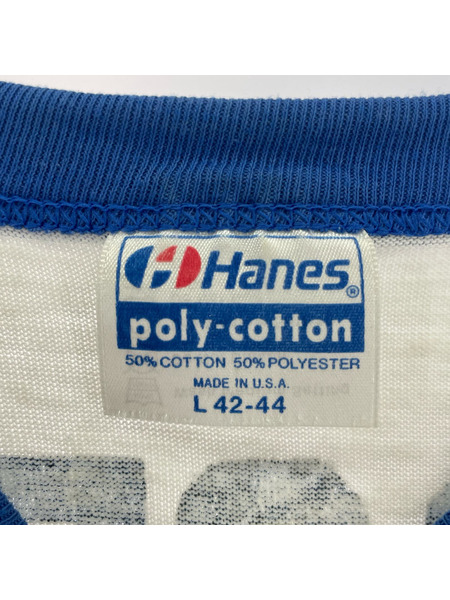 Hanes®
poly-cotton
50% COTTON 50% POLYESTER
MADE IN U.S.A.
L 42-44